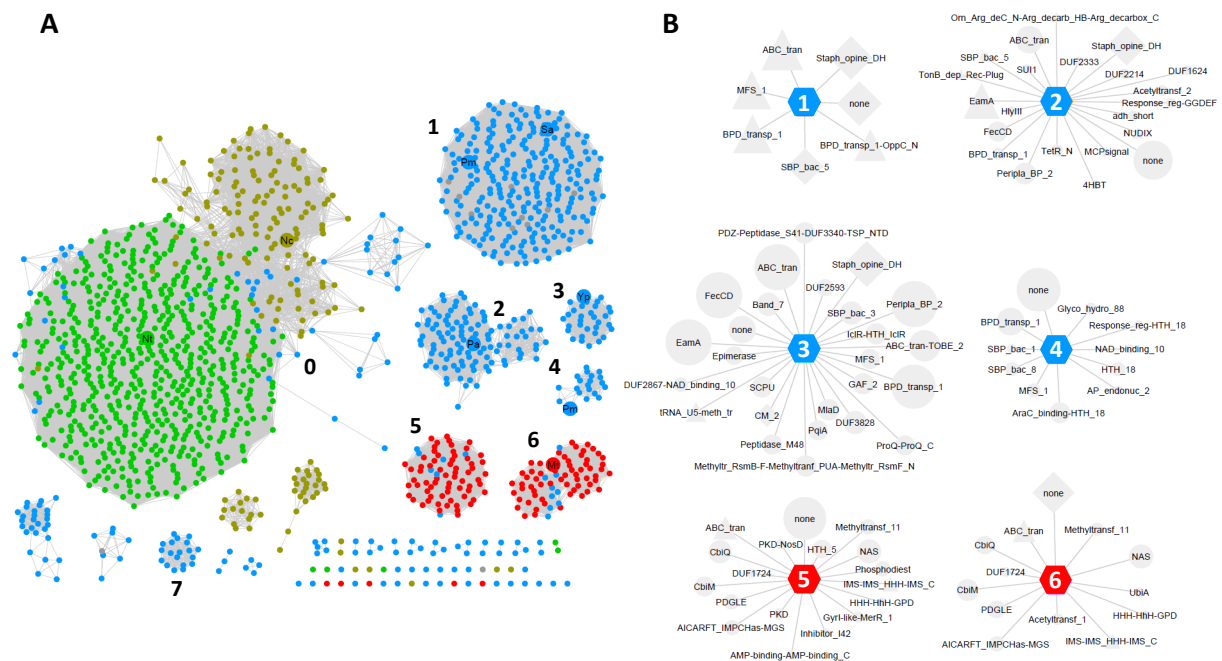 A
B
1
Sa
Pm
Nc
Nt
0
2
Pa
3
Yp
4
Pm
5
6
Mt
7
ABC_tran
Staph_opine_DH
MFS_1
1
none
BPD_transp_1
BPD_transp_1-OppC_N
SBP_bac_5
Orn_Arg_deC_N-Arg_decarb_HB-Arg_decarbox_C
ABC_tran
Staph_opine_DH
SBP_bac_5
DUF2333
SUI1
TonB_dep_Rec-Plug
DUF2214
DUF1624
Acetyltransf_2
EamA
2
Response_reg-GGDEF
HlyIII
adh_short
FecCD
NUDIX
BPD_transp_1
TetR_N
MCPsignal
none
Peripla_BP_2
4HBT
PDZ-Peptidase_S41-DUF3340-TSP_NTD
ABC_tran
Staph_opine_DH
DUF2593
FecCD
Band_7
Peripla_BP_2
SBP_bac_3
none
IclR-HTH_IclR
EamA
3
ABC_tran-TOBE_2
Epimerase
MFS_1
DUF2867-NAD_binding_10
SCPU
GAF_2
BPD_transp_1
tRNA_U5-meth_tr
MlaD
CM_2
DUF3828
PqiA
Peptidase_M48
ProQ-ProQ_C
Methyltr_RsmB-F-Methyltranf_PUA-Methyltr_RsmF_N
none
Glyco_hydro_88
BPD_transp_1
Response_reg-HTH_18
SBP_bac_1
4
NAD_binding_10
SBP_bac_8
HTH_18
MFS_1
AP_endonuc_2
AraC_binding-HTH_18
none
ABC_tran
Methyltransf_11
PKD-NosD
CbiQ
HTH_5
NAS
DUF1724
5
Phosphodiest
IMS-IMS_HHH-IMS_C
CbiM
HHH-HhH-GPD
PDGLE
PKD
GyrI-like-MerR_1
AICARFT_IMPCHas-MGS
Inhibitor_I42
AMP-binding-AMP-binding_C
none
ABC_tran
Methyltransf_11
CbiQ
NAS
DUF1724
6
CbiM
UbiA
PDGLE
HHH-HhH-GPD
Acetyltransf_1
AICARFT_IMPCHas-MGS
IMS-IMS_HHH-IMS_C